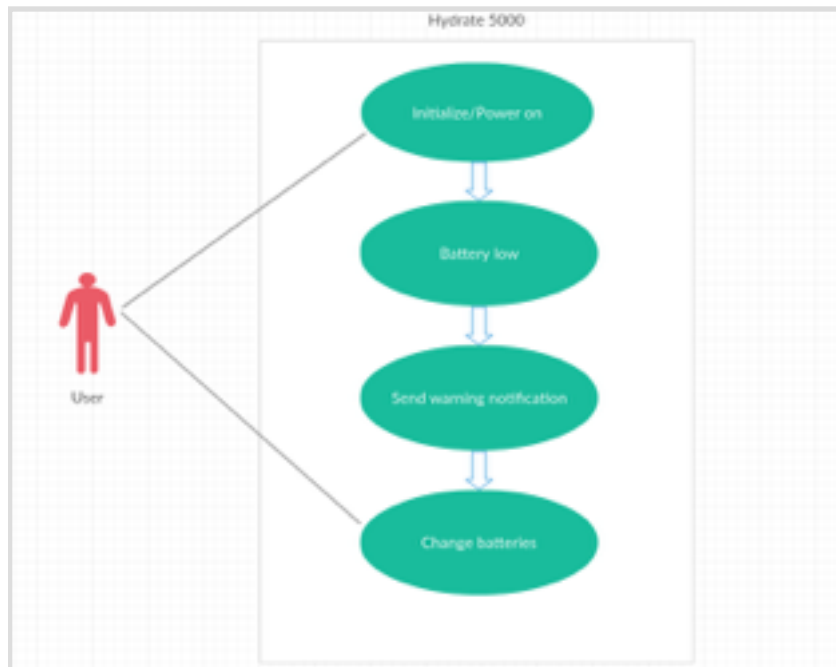 Hydrate 5000
Initialize/Power on
Battery low
Send warning notification
User
Change batteries